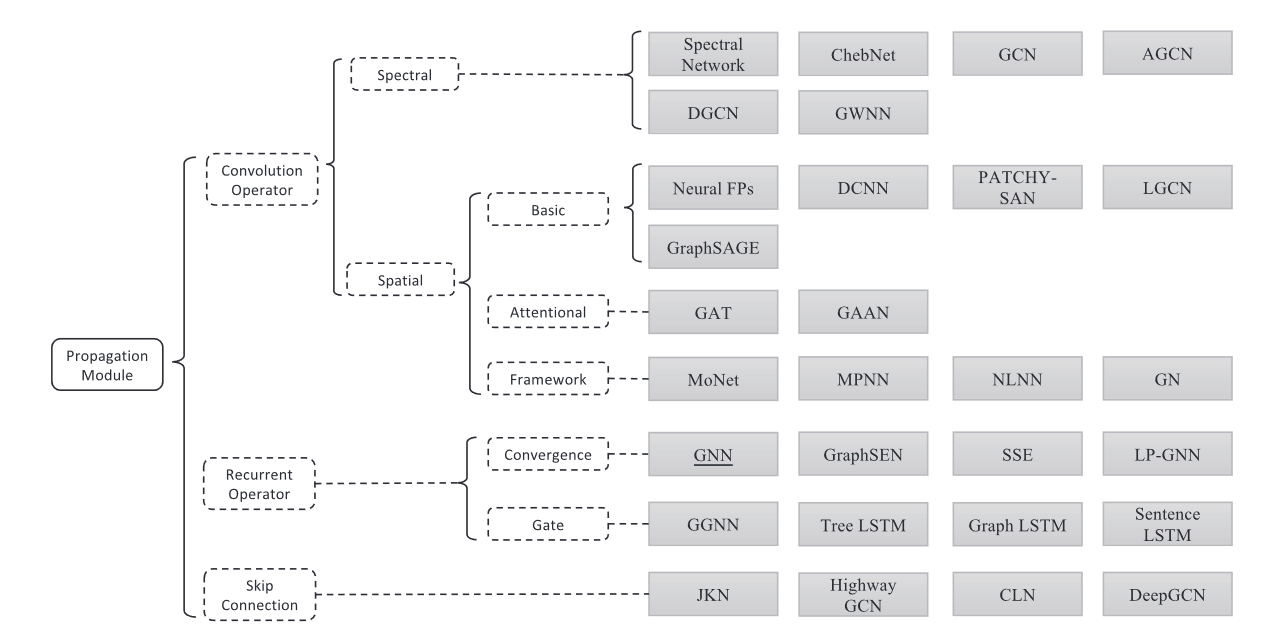 Spectral
Network
ChebNet
GCN
AGCN
Spectral
DGCN
GWNN
Convolution
Operator
Neural FPs
DCNN
PATCHY-
SAN
LGCN
Basic
GraphSAGE
Spatial
Attentional
GAT
GAAN
Propagation
Module
Framework
MoNet
MPNN
NLNN
GN
Convergence
GNN
GraphSEN
SSE
LP-GNN
Recurrent
Operator
Gate
GGNN
Tree LSTM
Graph LSTM
Sentence
LSTM
Skip
Connection
JKN
Highway
GCN
CLN
DeepGCN